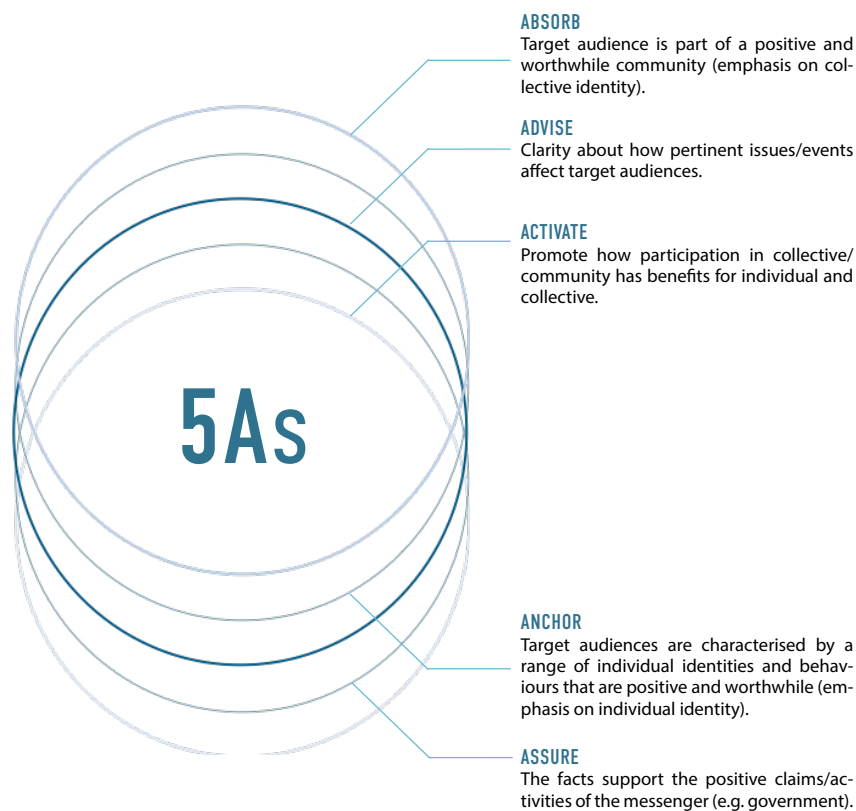 ABSORB
Target audience is part of a positive and
worthwhile community (emphasis on col-
lective identity).
ADVISE
Clarity about how pertinent issues/events
affect target audiences.
ACTIVATE
Promote how participation in collective/
community has benefits for individual and
collective.
5As
ANCHOR
Target audiences are characterised by a
range of individual identities and behav-
iours that are positive and worthwhile (em-
phasis on individual identity).
ASSURE
The facts support the positive claims/ac-
tivities of the messenger (e.g. government).